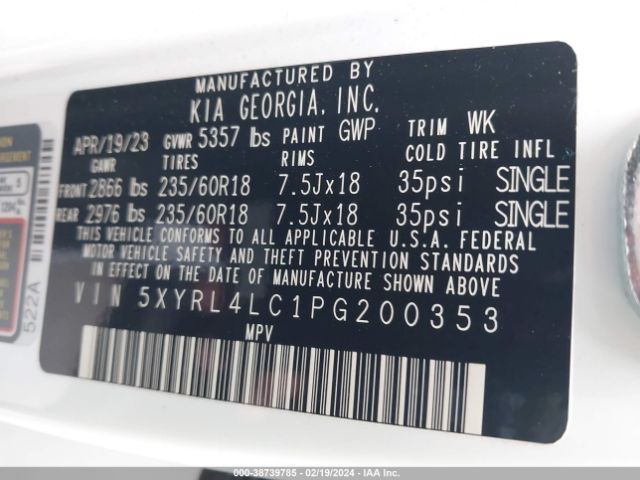 MANUFACTURED BY
KIA GEORGIA, INC.
APR/19/23 GVWR 5357 lbs PAINT GWP TRIM WK
GAWR TIRES RIMS COLD TIRE INFL
FRONT 2866 lbs 235/60R18 7.5Jx18 35psi SINGLE
REAR 2976 lbs 235/60R18 7.5Jx18 35psi SINGLE
THIS VEHICLE CONFORMS TO ALL APPLICABLE U.S.A. FEDERAL
MOTOR VEHICLE SAFETY AND THEFT PREVENTION STANDARDS
IN EFFECT ON THE DATE OF MANUFACTURE SHOWN ABOVE
VIN 5XYRL4LC1PG200353
MPV
522A
000-38739785 - 02/19/2024 - IAA Inc.